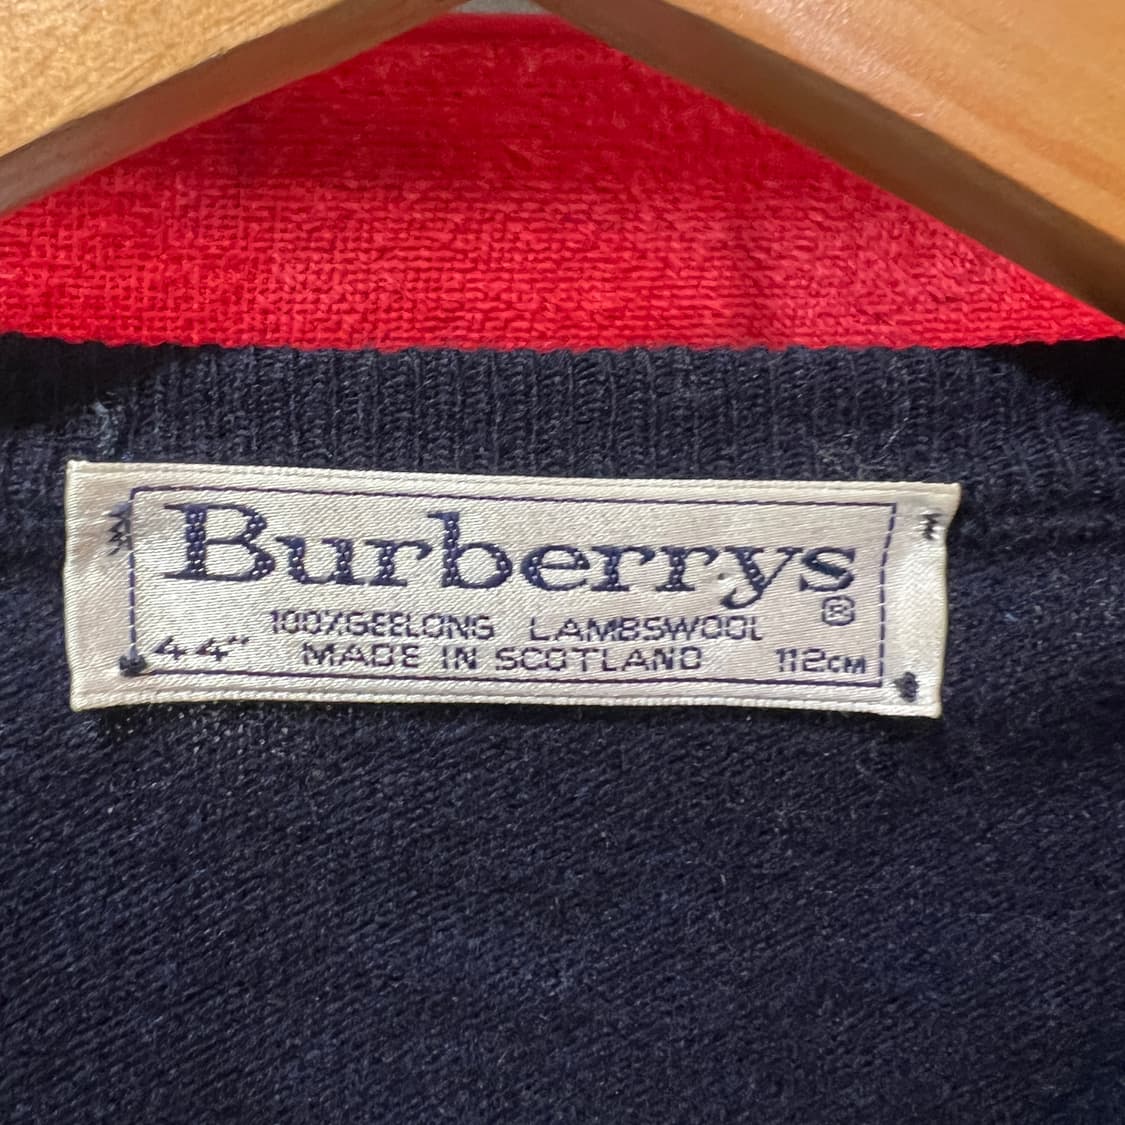 Burberrys
®
100%GEELONG LAMBSWOOL
44" MADE IN SCOTLAND 112CM